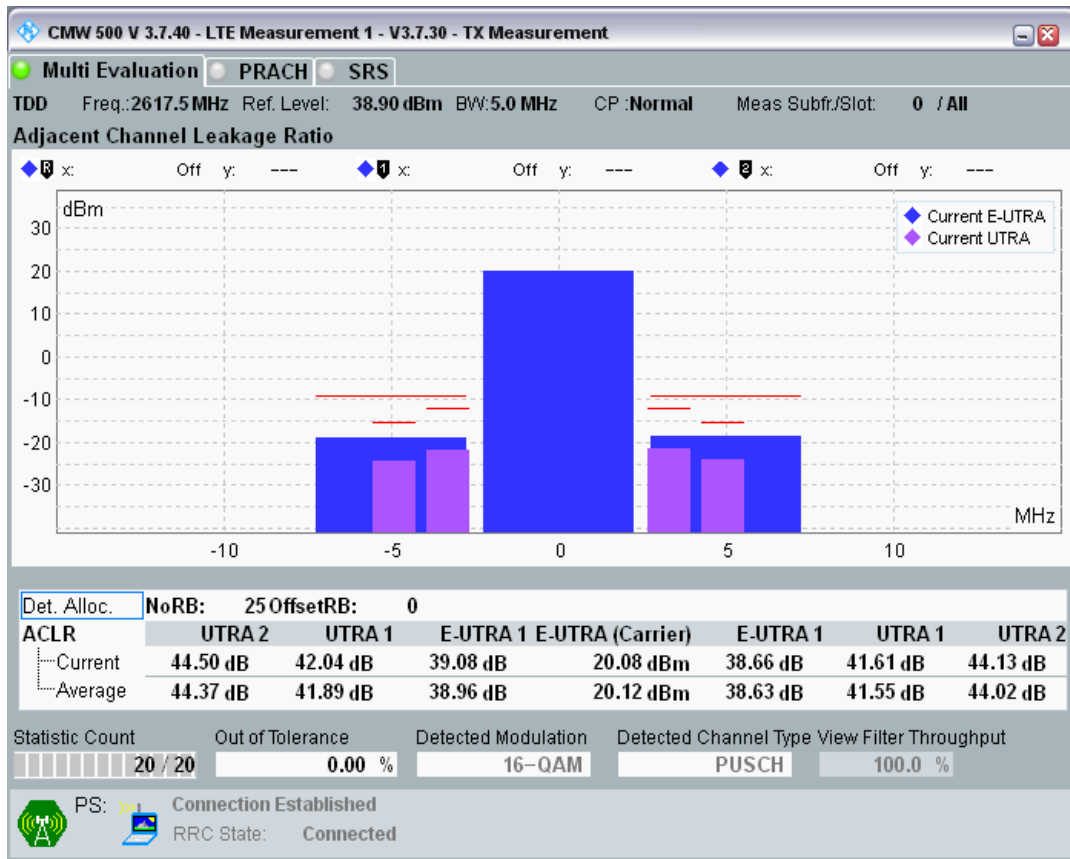 CMW 500 V 3.7.40 - LTE Measurement 1 - V3.7.30 - TX Measurement
Multi Evaluation PRACH SRS
TDD Freq.:2617.5 MHz Ref. Level: 38.90 dBm BW:5.0 MHz CP :Normal Meas Subfr./Slot: 0 / All
Adjacent Channel Leakage Ratio
R x: Off y: --- 1 x: Off y: --- 2 x: Off y: ---
dBm
Current E-UTRA
Current UTRA
30
20
10
0
-10
-20
-30
MHz
-10 -5 0 5 10
Det. Alloc. NoRB: 25 OffsetRB: 0
ACLR UTRA 2 UTRA 1 E-UTRA 1 E-UTRA (Carrier) E-UTRA 1 UTRA 1 UTRA 2
Current 44.50 dB 42.04 dB 39.08 dB 20.08 dBm 38.66 dB 41.61 dB 44.13 dB
Average 44.37 dB 41.89 dB 38.96 dB 20.12 dBm 38.63 dB 41.55 dB 44.02 dB
Statistic Count Out of Tolerance Detected Modulation Detected Channel Type View Filter Throughput
20 / 20 0.00 % 16-QAM PUSCH 100.0 %
PS: Connection Established
RRC State: Connected